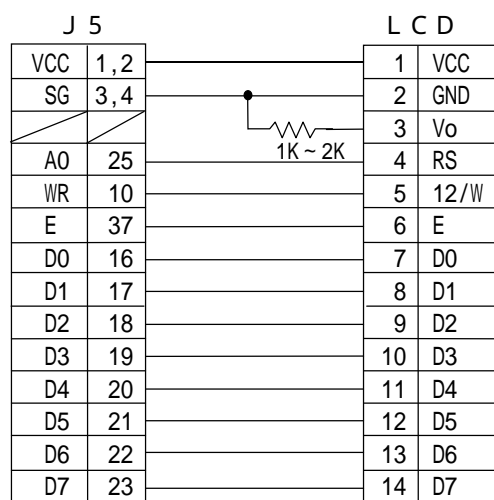 J 5 L C D
VCC 1,2 1 VCC
SG 3,4 2 GND
3 Vo
1K ~ 2K
A0 25 4 RS
WR 10 5 12/W
E 37 6 E
D0 16 7 D0
D1 17 8 D1
D2 18 9 D2
D3 19 10 D3
D4 20 11 D4
D5 21 12 D5
D6 22 13 D6
D7 23 14 D7